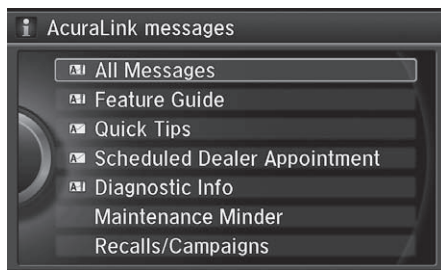 AcuraLink messages
All Messages
Feature Guide
Quick Tips
Scheduled Dealer Appointment
Diagnostic Info
Maintenance Minder
Recalls/Campaigns